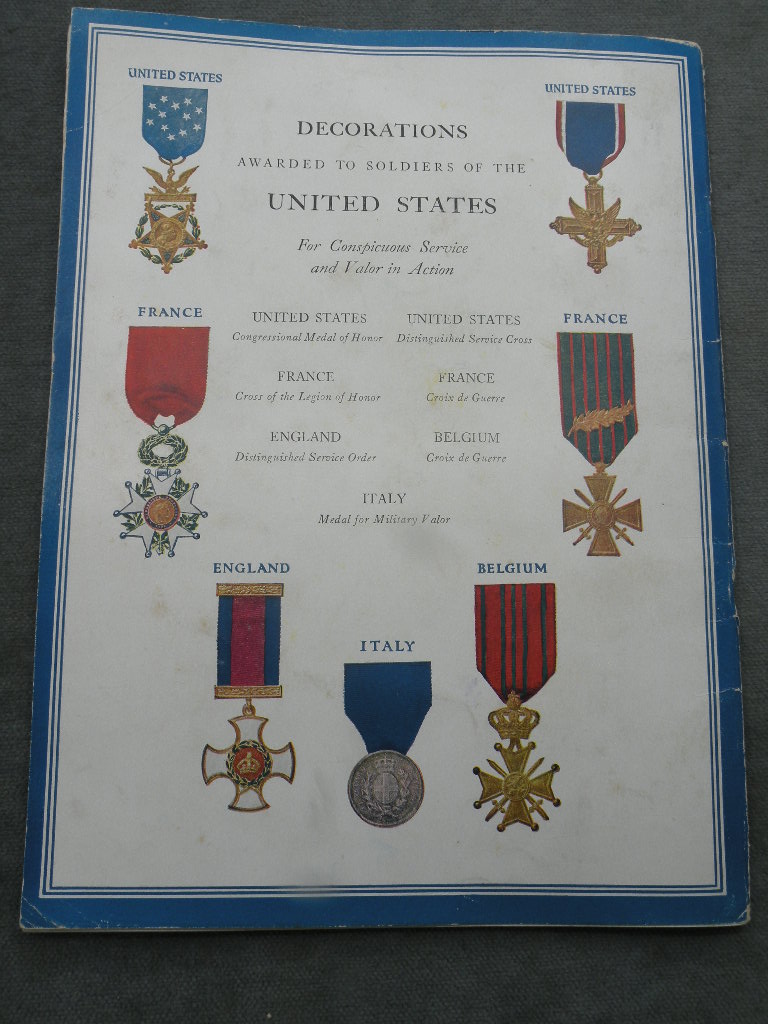 UNITED STATES
UNITED STATES
DECORATIONS
AWARDED TO SOLDIERS OF THE
UNITED STATES
For Conspicuous Service
and Valor in Action
FRANCE
FRANCE
UNITED STATES
Congressional Medal of Honor
UNITED STATES
Distinguished Service Cross
FRANCE
Cross of the Legion of Honor
FRANCE
Croix de Guerre
ENGLAND
Distinguished Service Order
BELGIUM
Croix de Guerre
ITALY
Medal for Military Valor
ENGLAND
BELGIUM
ITALY